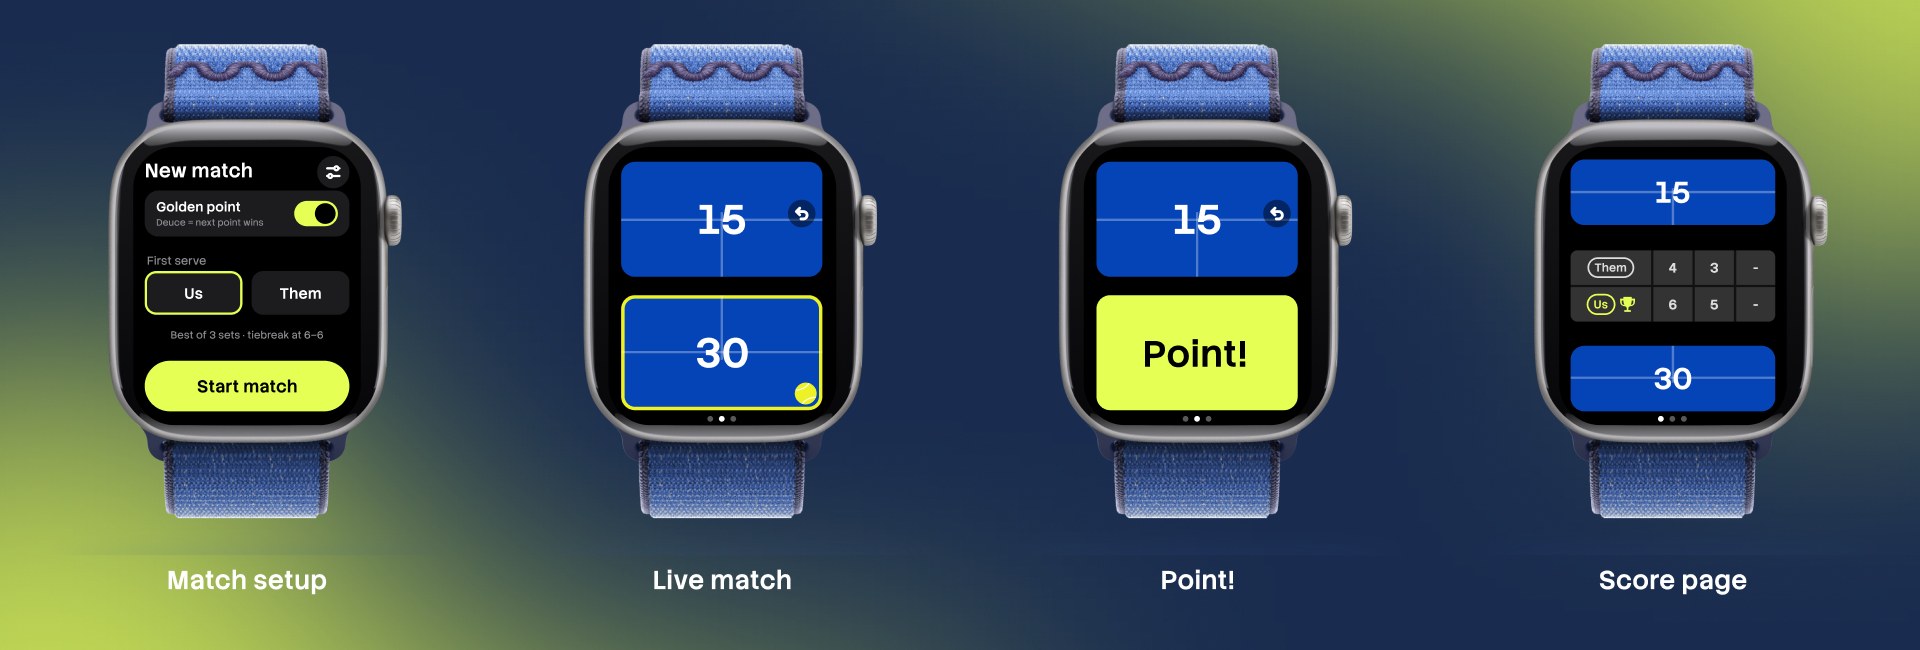 New match
Golden point
Deuce = next point wins
First serve
Us Them
Best of 3 sets · tiebreak at 6–6
Start match
Match setup
15
30
Live match
15
Point!
Point!
15
Them 4 3 -
Us 6 5 -
30
Score page